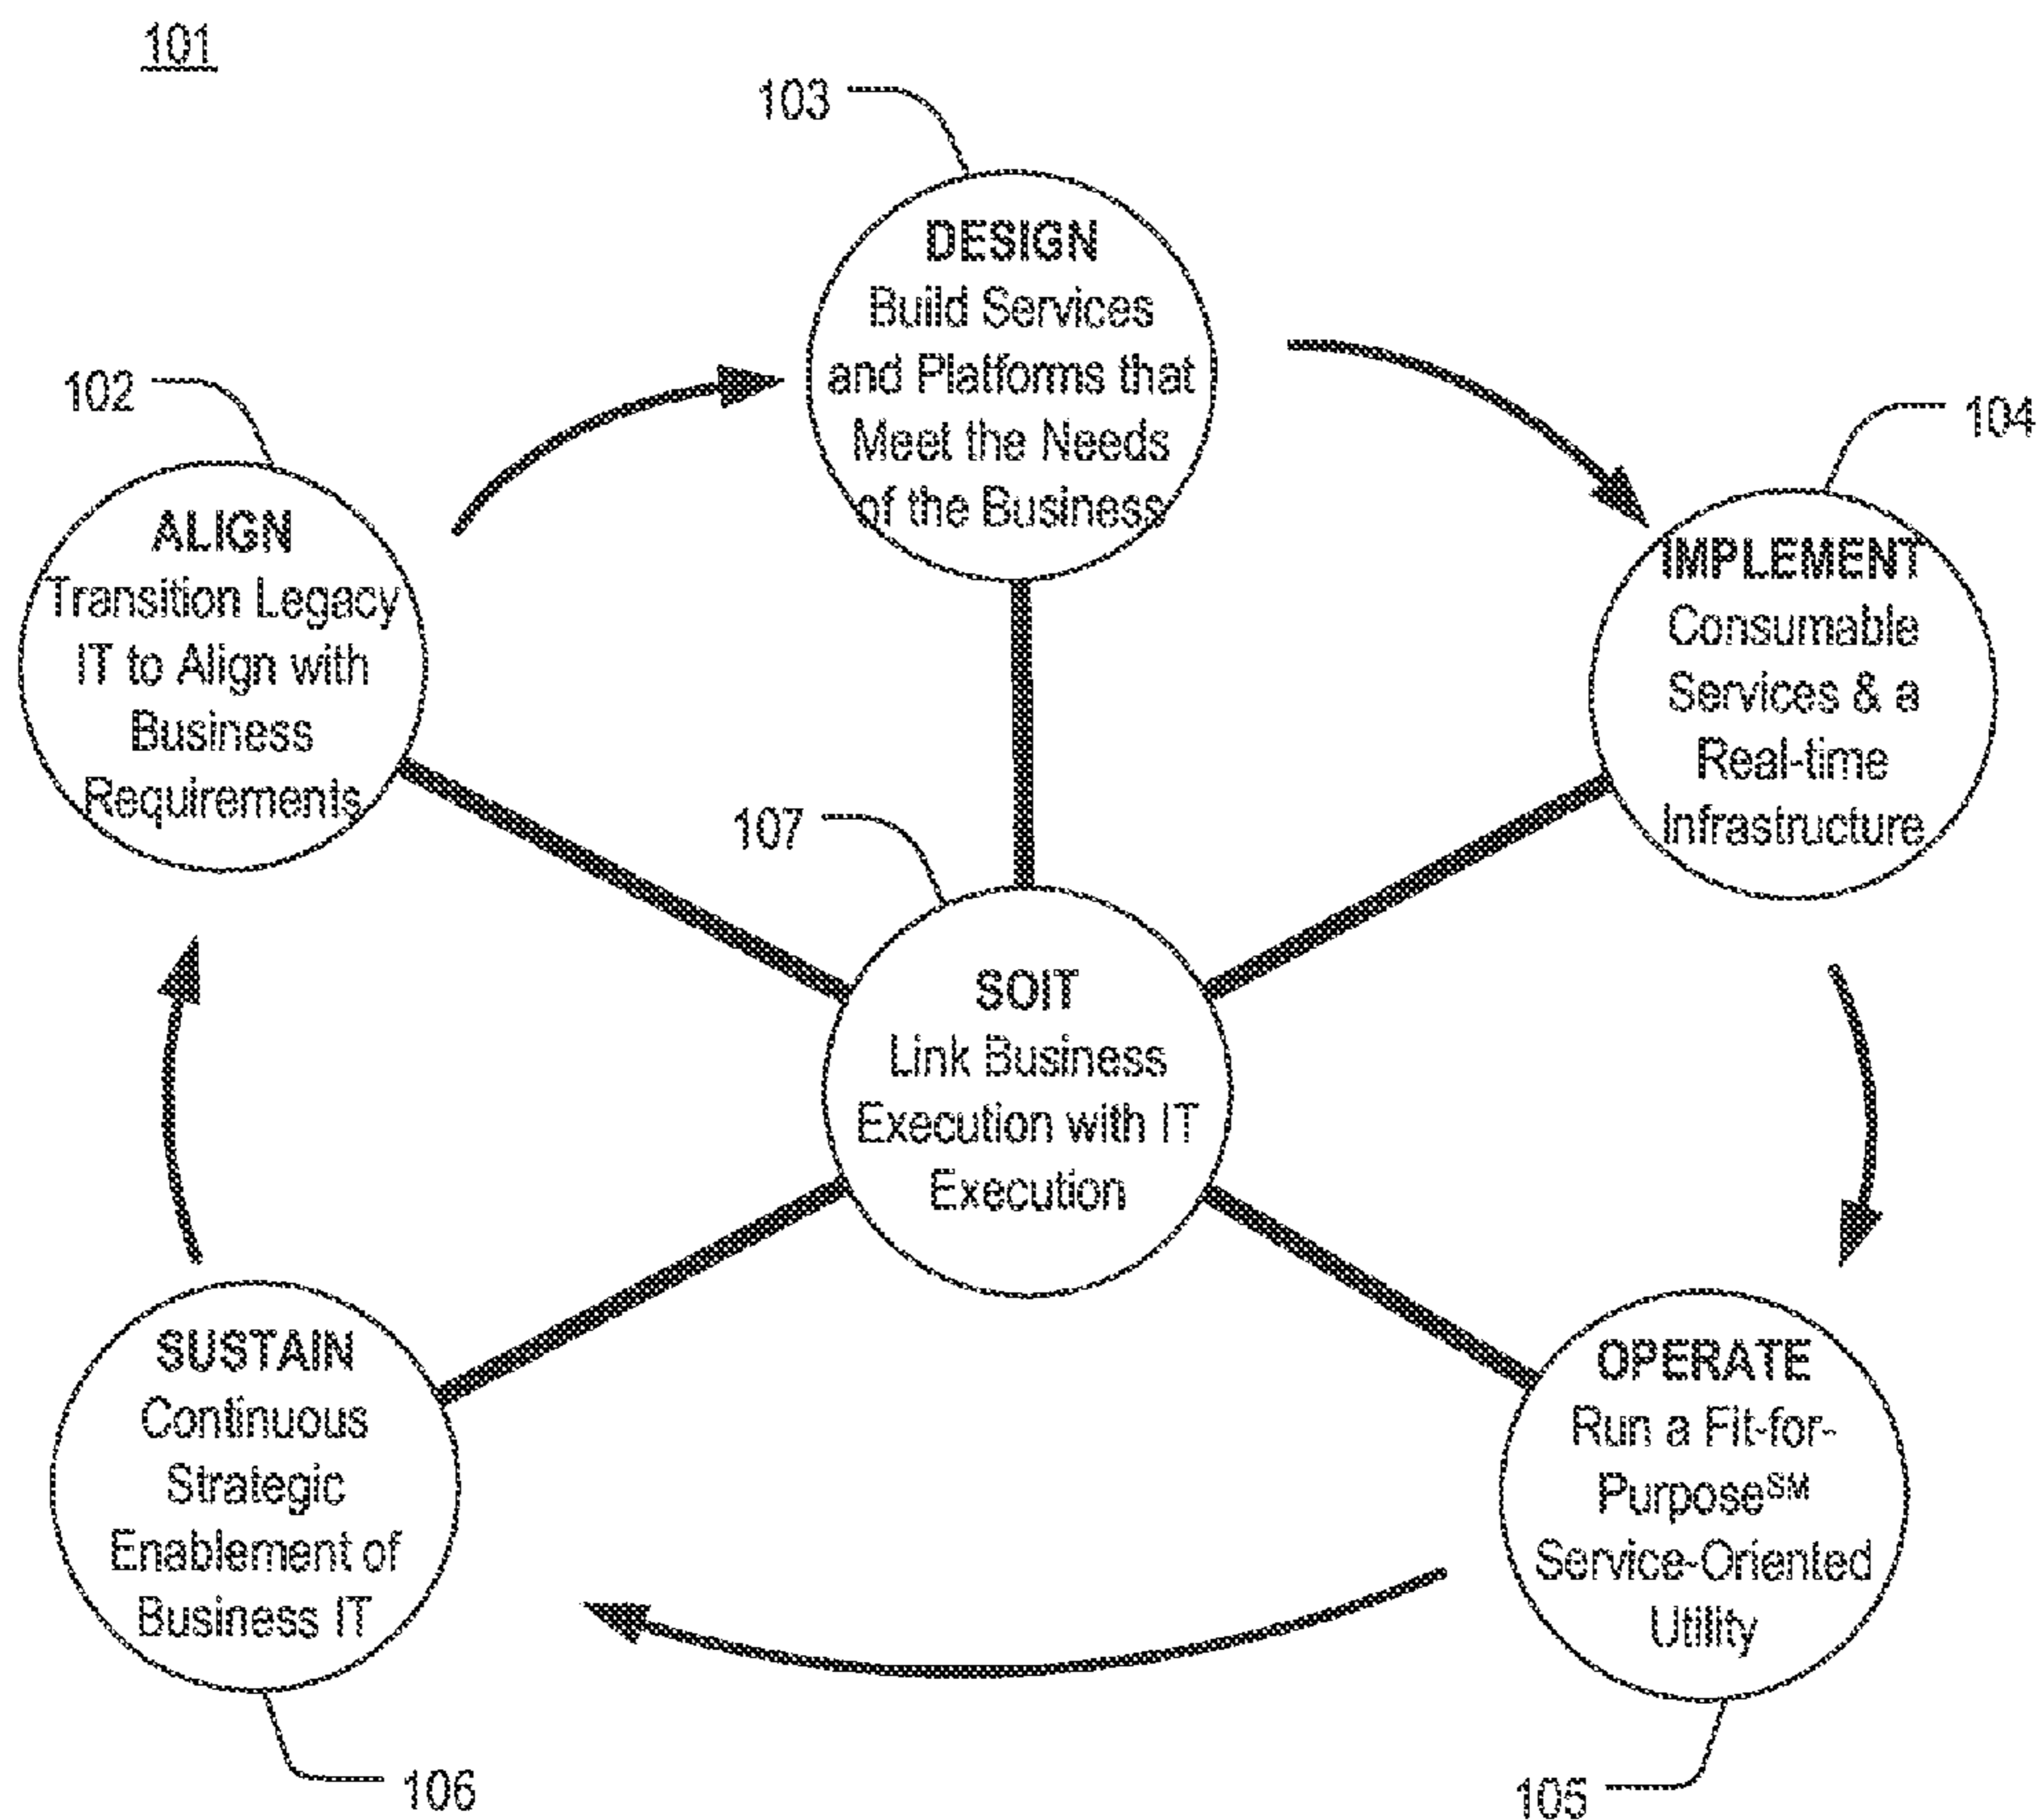 101
103
DESIGN
Build Services
and Platforms that
Meet the Needs
of the Business
102
ALIGN
Transition Legacy
IT to Align with
Business
Requirements
104
IMPLEMENT
Consumable
Services & a
Real-time
Infrastructure
107
SOIT
Link Business
Execution with IT
Execution
SUSTAIN
Continuous
Strategic
Enablement of
Business IT
106
OPERATE
Run a Fit-for-
Purpose℠
Service-Oriented
Utility
105